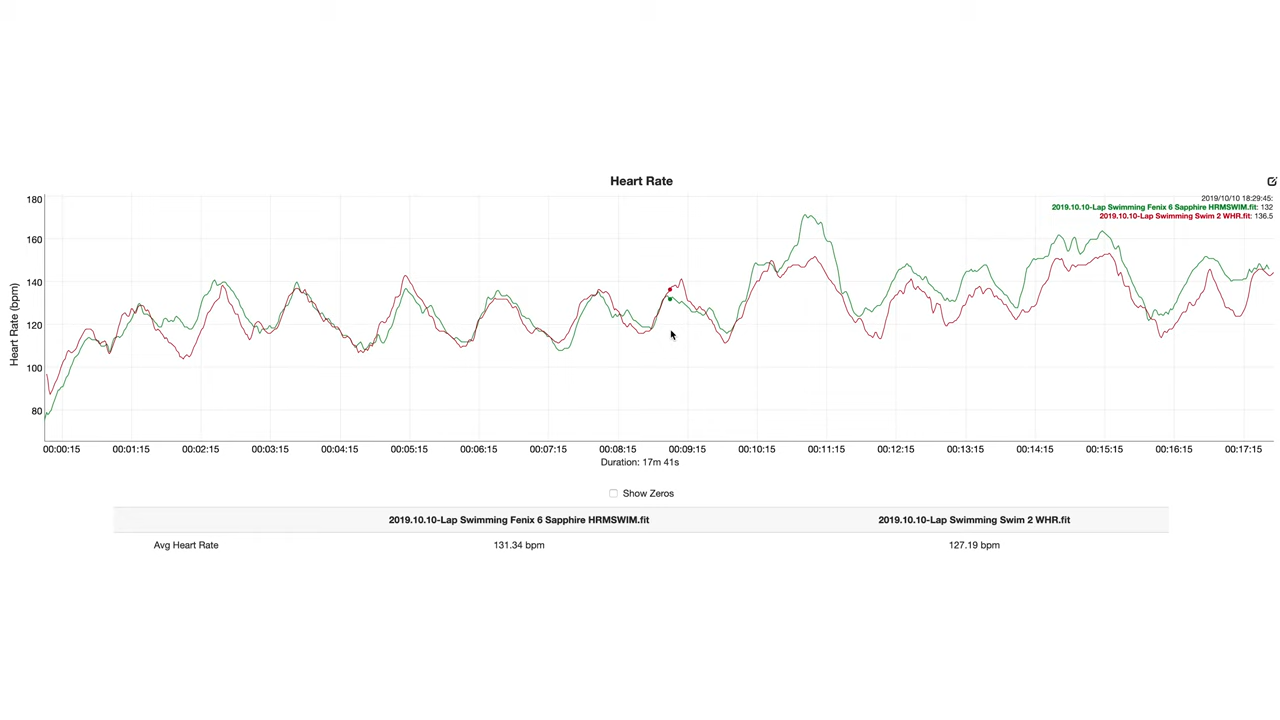 Heart Rate
2019/10/10 18:29:45:
2019.10.10-Lap Swimming Fenix 6 Sapphire HRMSWIM.fit: 132
2019.10.10-Lap Swimming Swim 2 WHR.fit: 136.5
Heart Rate (bpm)
180
160
140
120
100
80
00:00:15 00:01:15 00:02:15 00:03:15 00:04:15 00:05:15 00:06:15 00:07:15 00:08:15 00:09:15 00:10:15 00:11:15 00:12:15 00:13:15 00:14:15 00:15:15 00:16:15 00:17:15
Duration: 17m 41s
Show Zeros
2019.10.10-Lap Swimming Fenix 6 Sapphire HRMSWIM.fit 2019.10.10-Lap Swimming Swim 2 WHR.fit
Avg Heart Rate 131.34 bpm 127.19 bpm